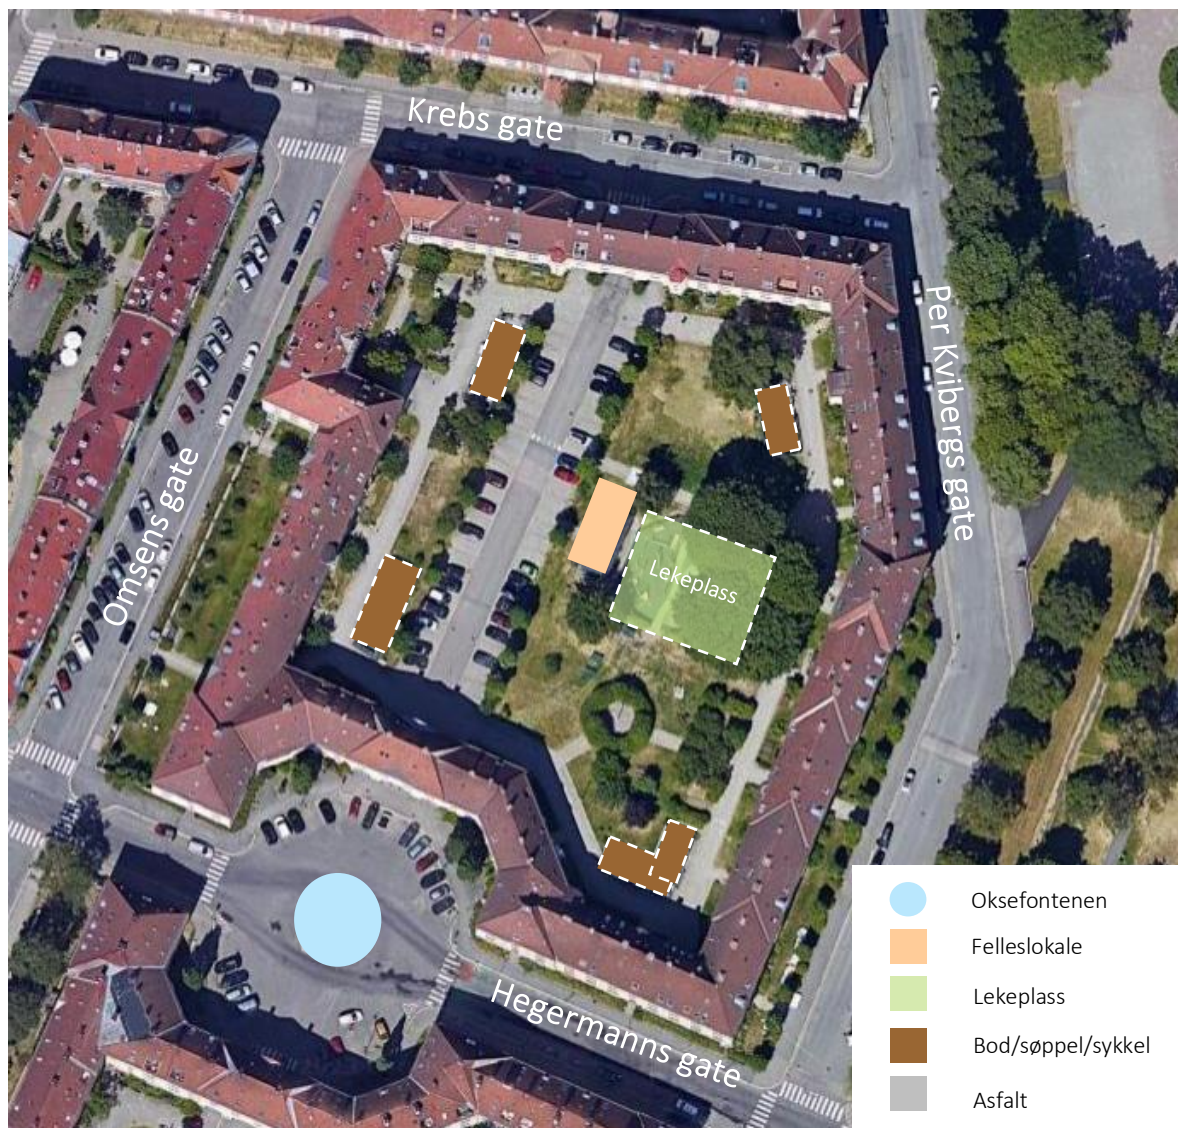 Krebs gate
Per Kvibergs gate
Omsens gate
Lekeplass
Hegermanns gate
Oksefontenen
Felleslokale
Lekeplass
Bod/søppel/sykkel
Asfalt